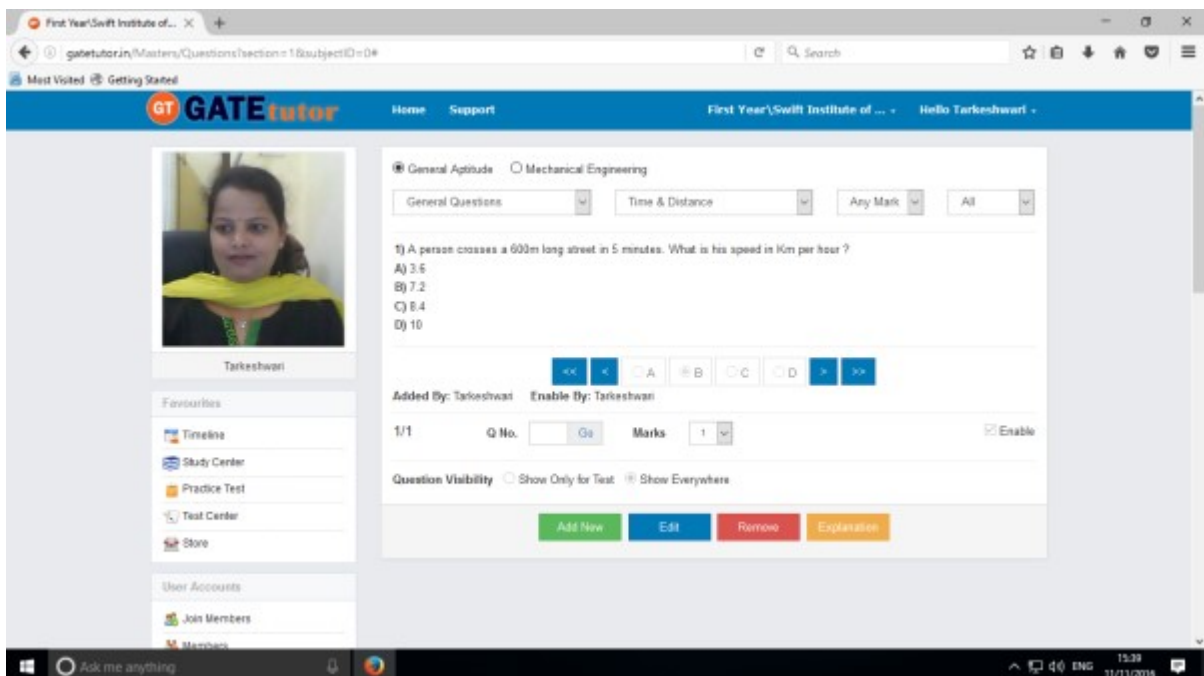 First Year\Swift Institute of...
gatetutor.in/Masters/Questions?section=1&subjectID=0#
Search
Most Visited Getting Started
GT GATEtutor Home Support First Year\Swift Institute of ... Hello Tarkeshwari
General Aptitude Mechanical Engineering
General Questions Time & Distance Any Mark All
1) A person crosses a 600m long street in 5 minutes. What is his speed in Km per hour ?
A) 3.6
B) 7.2
C) 8.4
D) 10
Tarkeshwari
<< < A B C D > >>
Added By: Tarkeshwari Enable By: Tarkeshwari
Favourites
1/1 Q No. Go Marks 1 Enable
Timeline
Study Center
Question Visibility Show Only for Test Show Everywhere
Practice Test
Test Center
Add New Edit Remove Explanation
Store
User Accounts
Join Members
Members
Ask me anything
ENG 15:39
11/11/2016